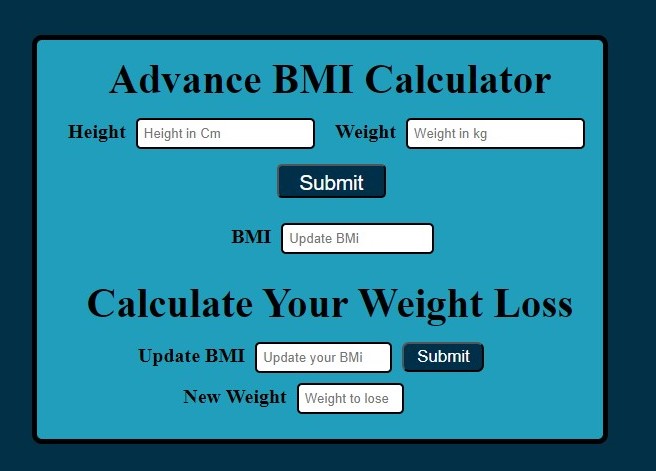 Advance BMI Calculator
Height Height in Cm Weight Weight in kg
Submit
BMI Update BMi
Calculate Your Weight Loss
Update BMI Update your BMi Submit
New Weight Weight to lose